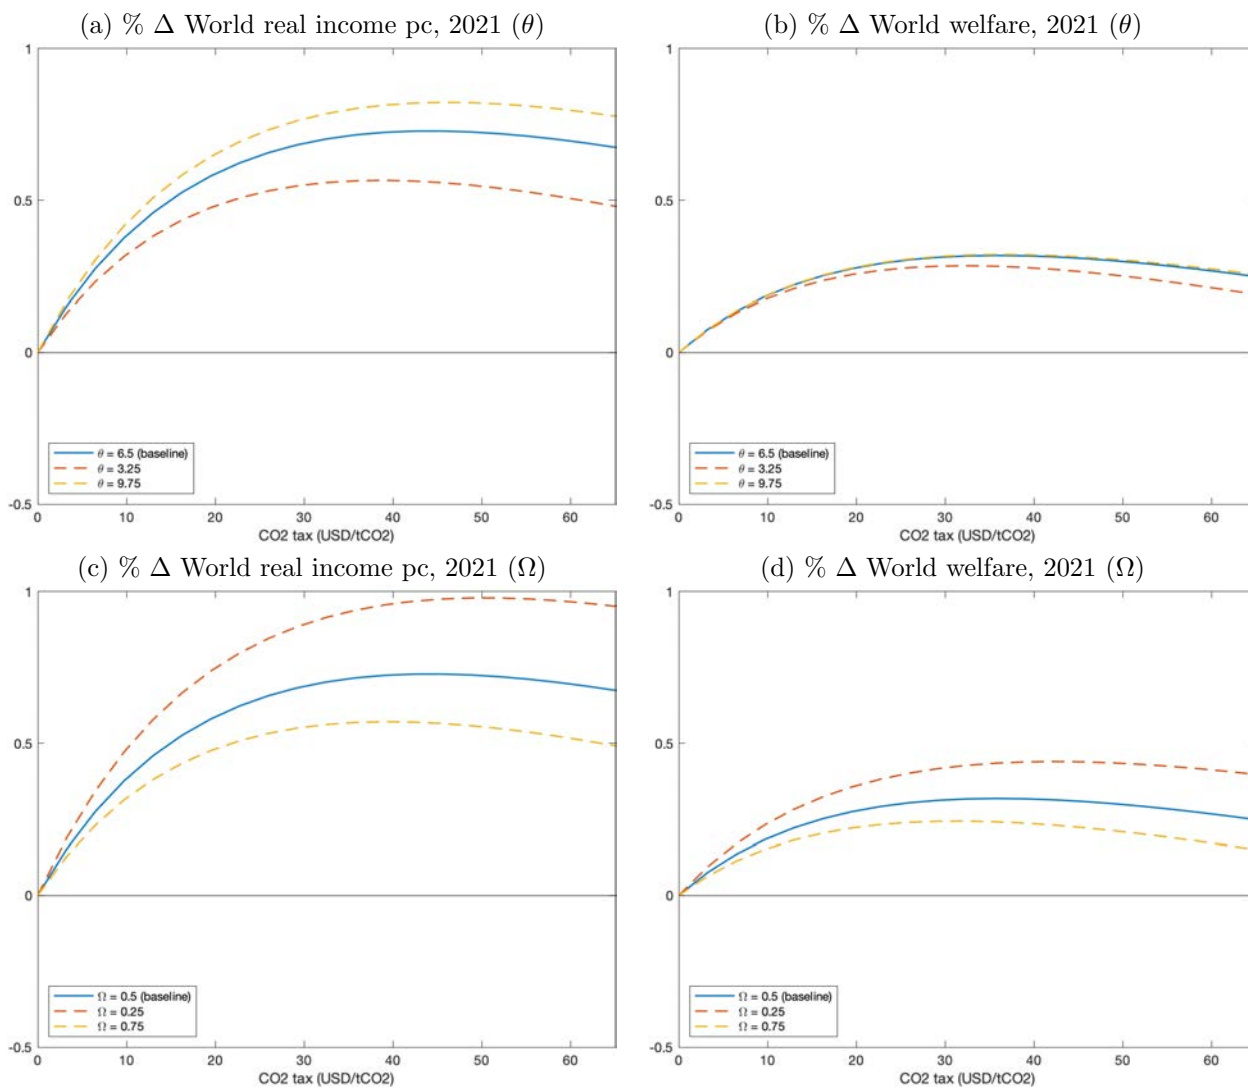 (a) % Δ World real income pc, 2021 (θ)
1
0.5
0
-0.5
0 10 20 30 40 50 60
CO2 tax (USD/tCO2)
θ = 6.5 (baseline)
θ = 3.25
θ = 9.75
(b) % Δ World welfare, 2021 (θ)
1
0.5
0
-0.5
0 10 20 30 40 50 60
CO2 tax (USD/tCO2)
θ = 6.5 (baseline)
θ = 3.25
θ = 9.75
(c) % Δ World real income pc, 2021 (Ω)
1
0.5
0
-0.5
0 10 20 30 40 50 60
CO2 tax (USD/tCO2)
Ω = 0.5 (baseline)
Ω = 0.25
Ω = 0.75
(d) % Δ World welfare, 2021 (Ω)
1
0.5
0
-0.5
0 10 20 30 40 50 60
CO2 tax (USD/tCO2)
Ω = 0.5 (baseline)
Ω = 0.25
Ω = 0.75